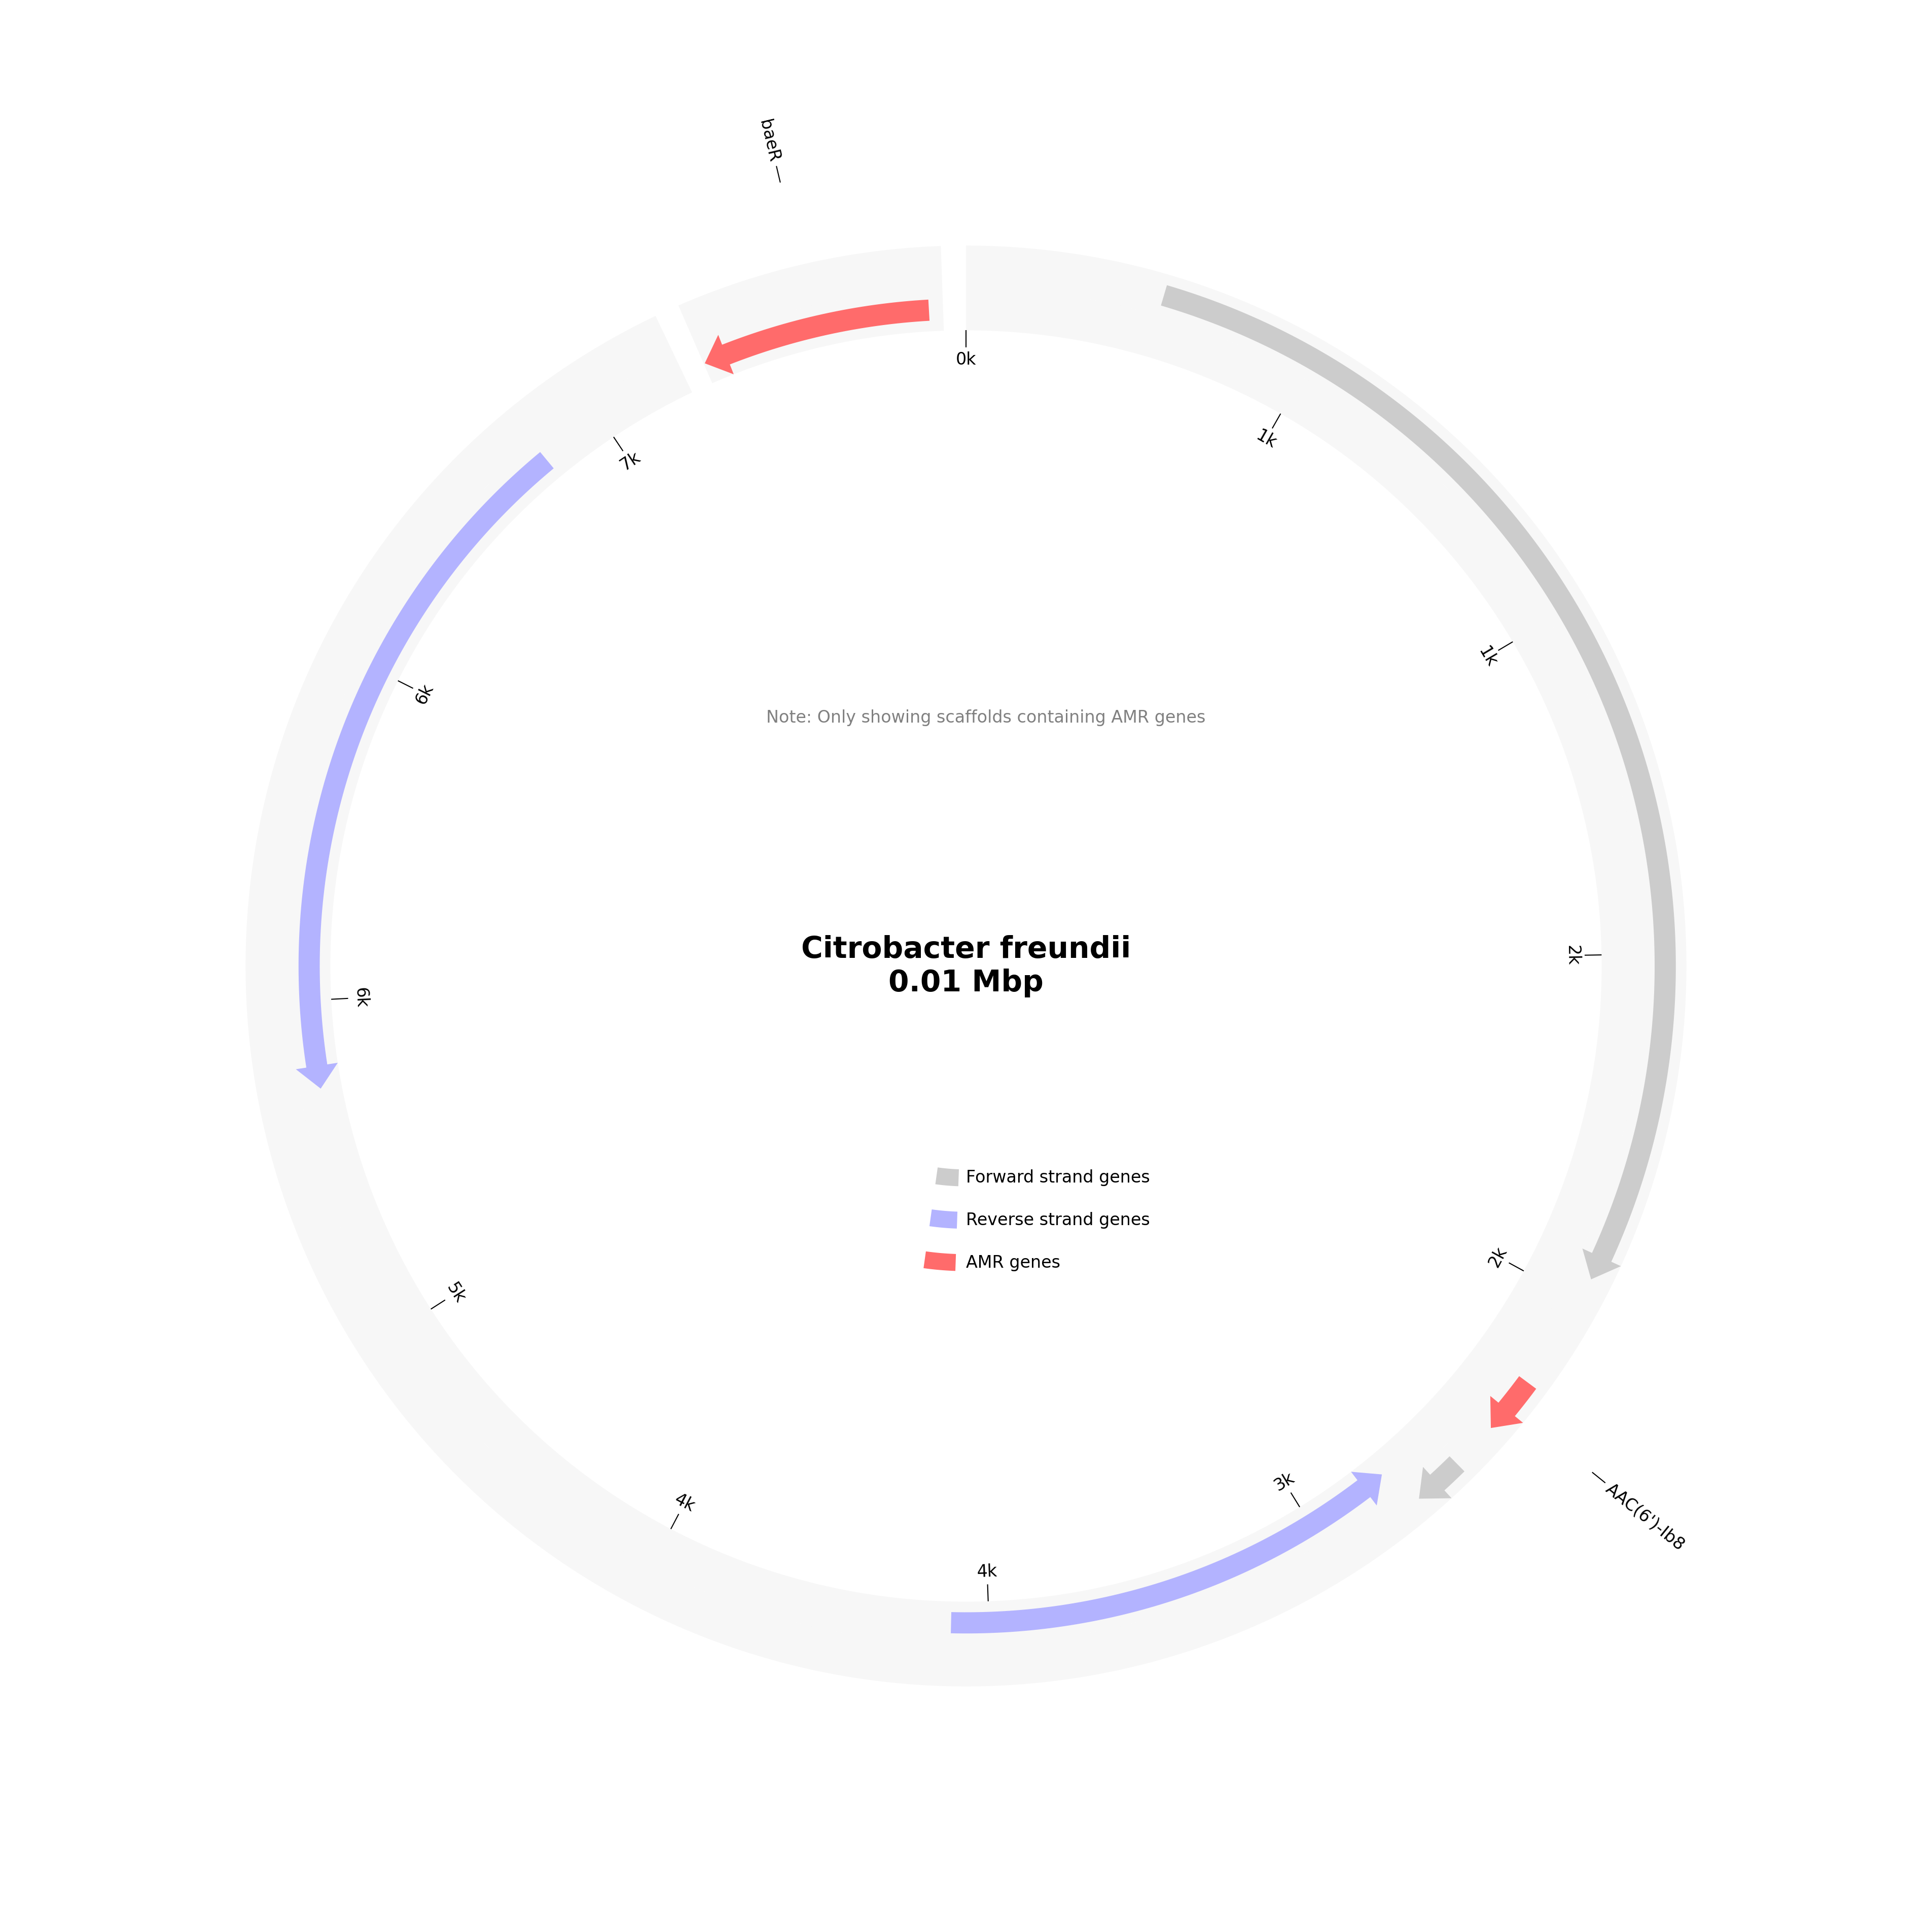 baeR
0k
1k
7k
1k
6k
Note: Only showing scaffolds containing AMR genes
Citrobacter freundii
0.01 Mbp
2k
6k
Forward strand genes
Reverse strand genes
AMR genes
2k
5k
3k
4k
AAC(6')-Ib8
4k